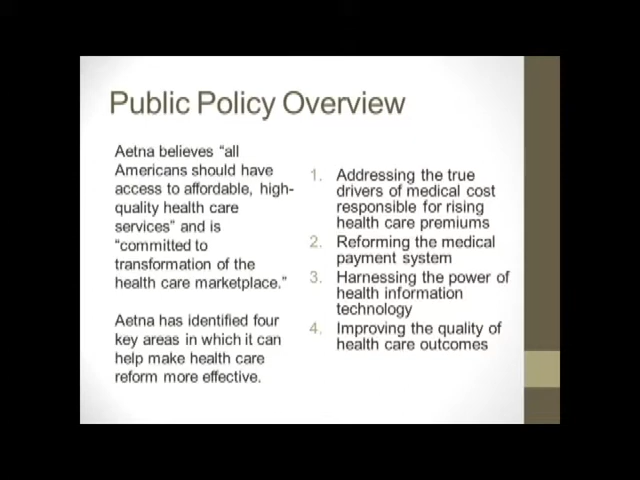 Public Policy Overview
Aetna believes “all
Americans should have
access to affordable, high-
quality health care
services” and is
“committed to
transformation of the
health care marketplace.”
Aetna has identified four
key areas in which it can
help make health care
reform more effective.
1. Addressing the true
drivers of medical cost
responsible for rising
health care premiums
2. Reforming the medical
payment system
3. Harnessing the power of
health information
technology
4. Improving the quality of
health care outcomes